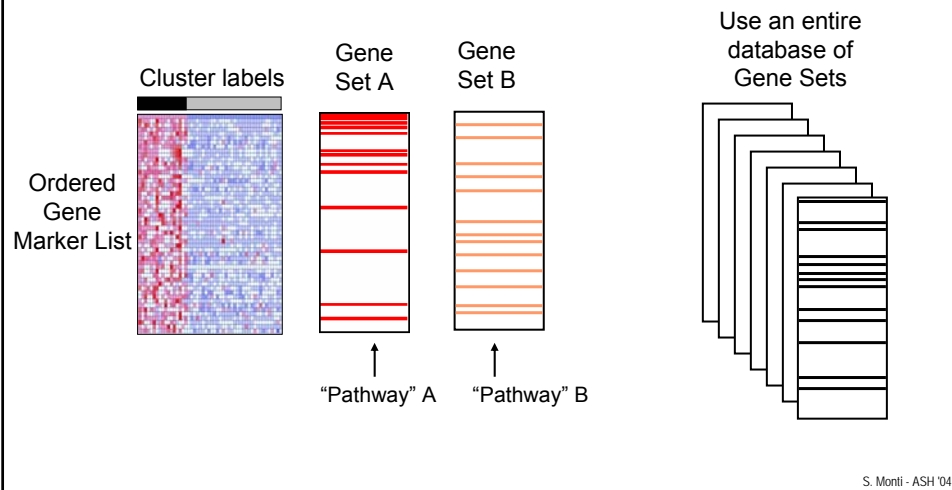 Cluster labels
Gene
Set A
Gene
Set B
Use an entire
database of
Gene Sets
Ordered
Gene
Marker List
“Pathway” A
“Pathway” B
S. Monti - ASH '04